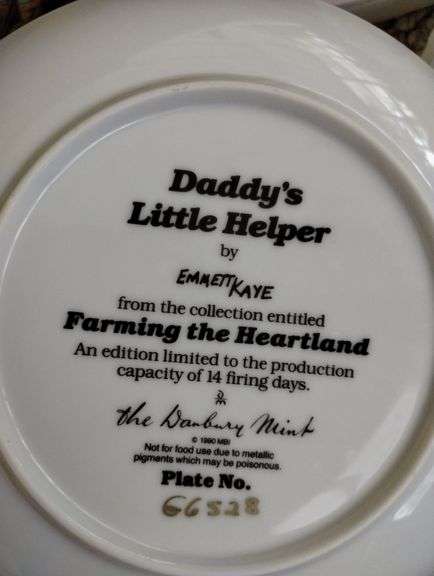 Daddy's
Little Helper
by
EMMETT KAYE
from the collection entitled
Farming the Heartland
An edition limited to the production
capacity of 14 firing days.
the Danbury Mint
© 1990 MBI
Not for food use due to metallic
pigments which may be poisonous.
Plate No.
G6528